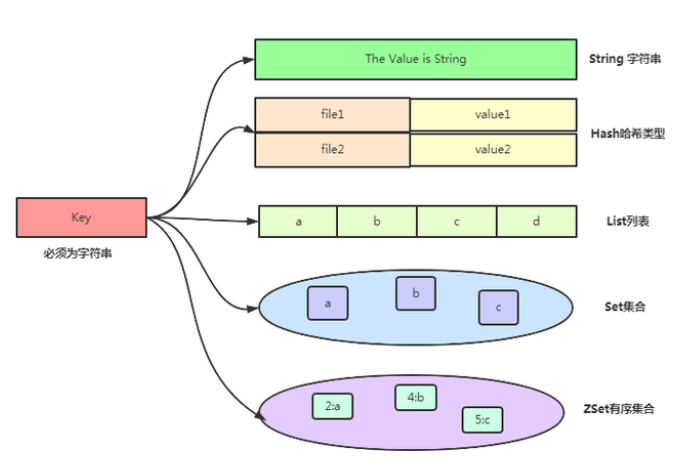 The Value is String
String 字符串
file1
value1
file2
value2
Hash哈希类型
Key
必须为字符串
a
b
c
d
List列表
a
b
c
Set集合
2:a
4:b
5:c
ZSet有序集合